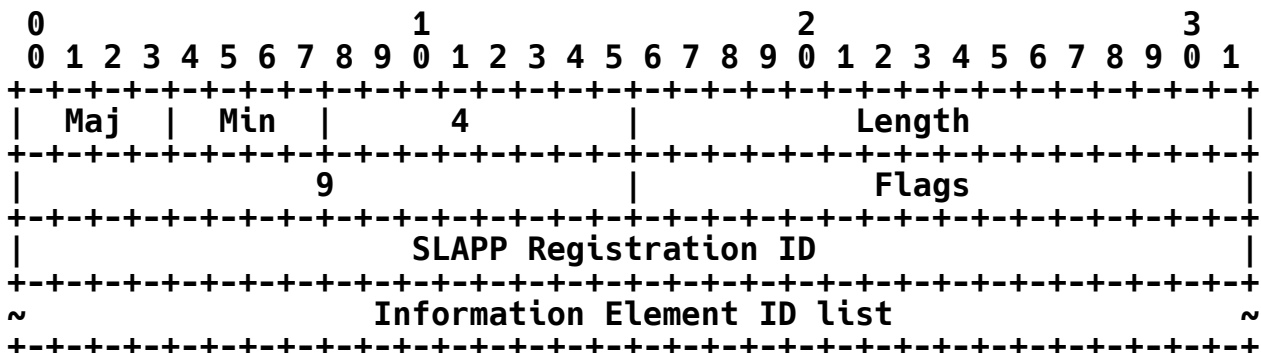 0                   1                   2                   3
 0 1 2 3 4 5 6 7 8 9 0 1 2 3 4 5 6 7 8 9 0 1 2 3 4 5 6 7 8 9 0 1
+-+-+-+-+-+-+-+-+-+-+-+-+-+-+-+-+-+-+-+-+-+-+-+-+-+-+-+-+-+-+-+-+
|  Maj  |  Min  |      4        |           Length              |
+-+-+-+-+-+-+-+-+-+-+-+-+-+-+-+-+-+-+-+-+-+-+-+-+-+-+-+-+-+-+-+-+
|               9               |            Flags              |
+-+-+-+-+-+-+-+-+-+-+-+-+-+-+-+-+-+-+-+-+-+-+-+-+-+-+-+-+-+-+-+-+
|                    SLAPP Registration ID                      |
+-+-+-+-+-+-+-+-+-+-+-+-+-+-+-+-+-+-+-+-+-+-+-+-+-+-+-+-+-+-+-+-+
~                  Information Element ID list                  ~
+-+-+-+-+-+-+-+-+-+-+-+-+-+-+-+-+-+-+-+-+-+-+-+-+-+-+-+-+-+-+-+-+